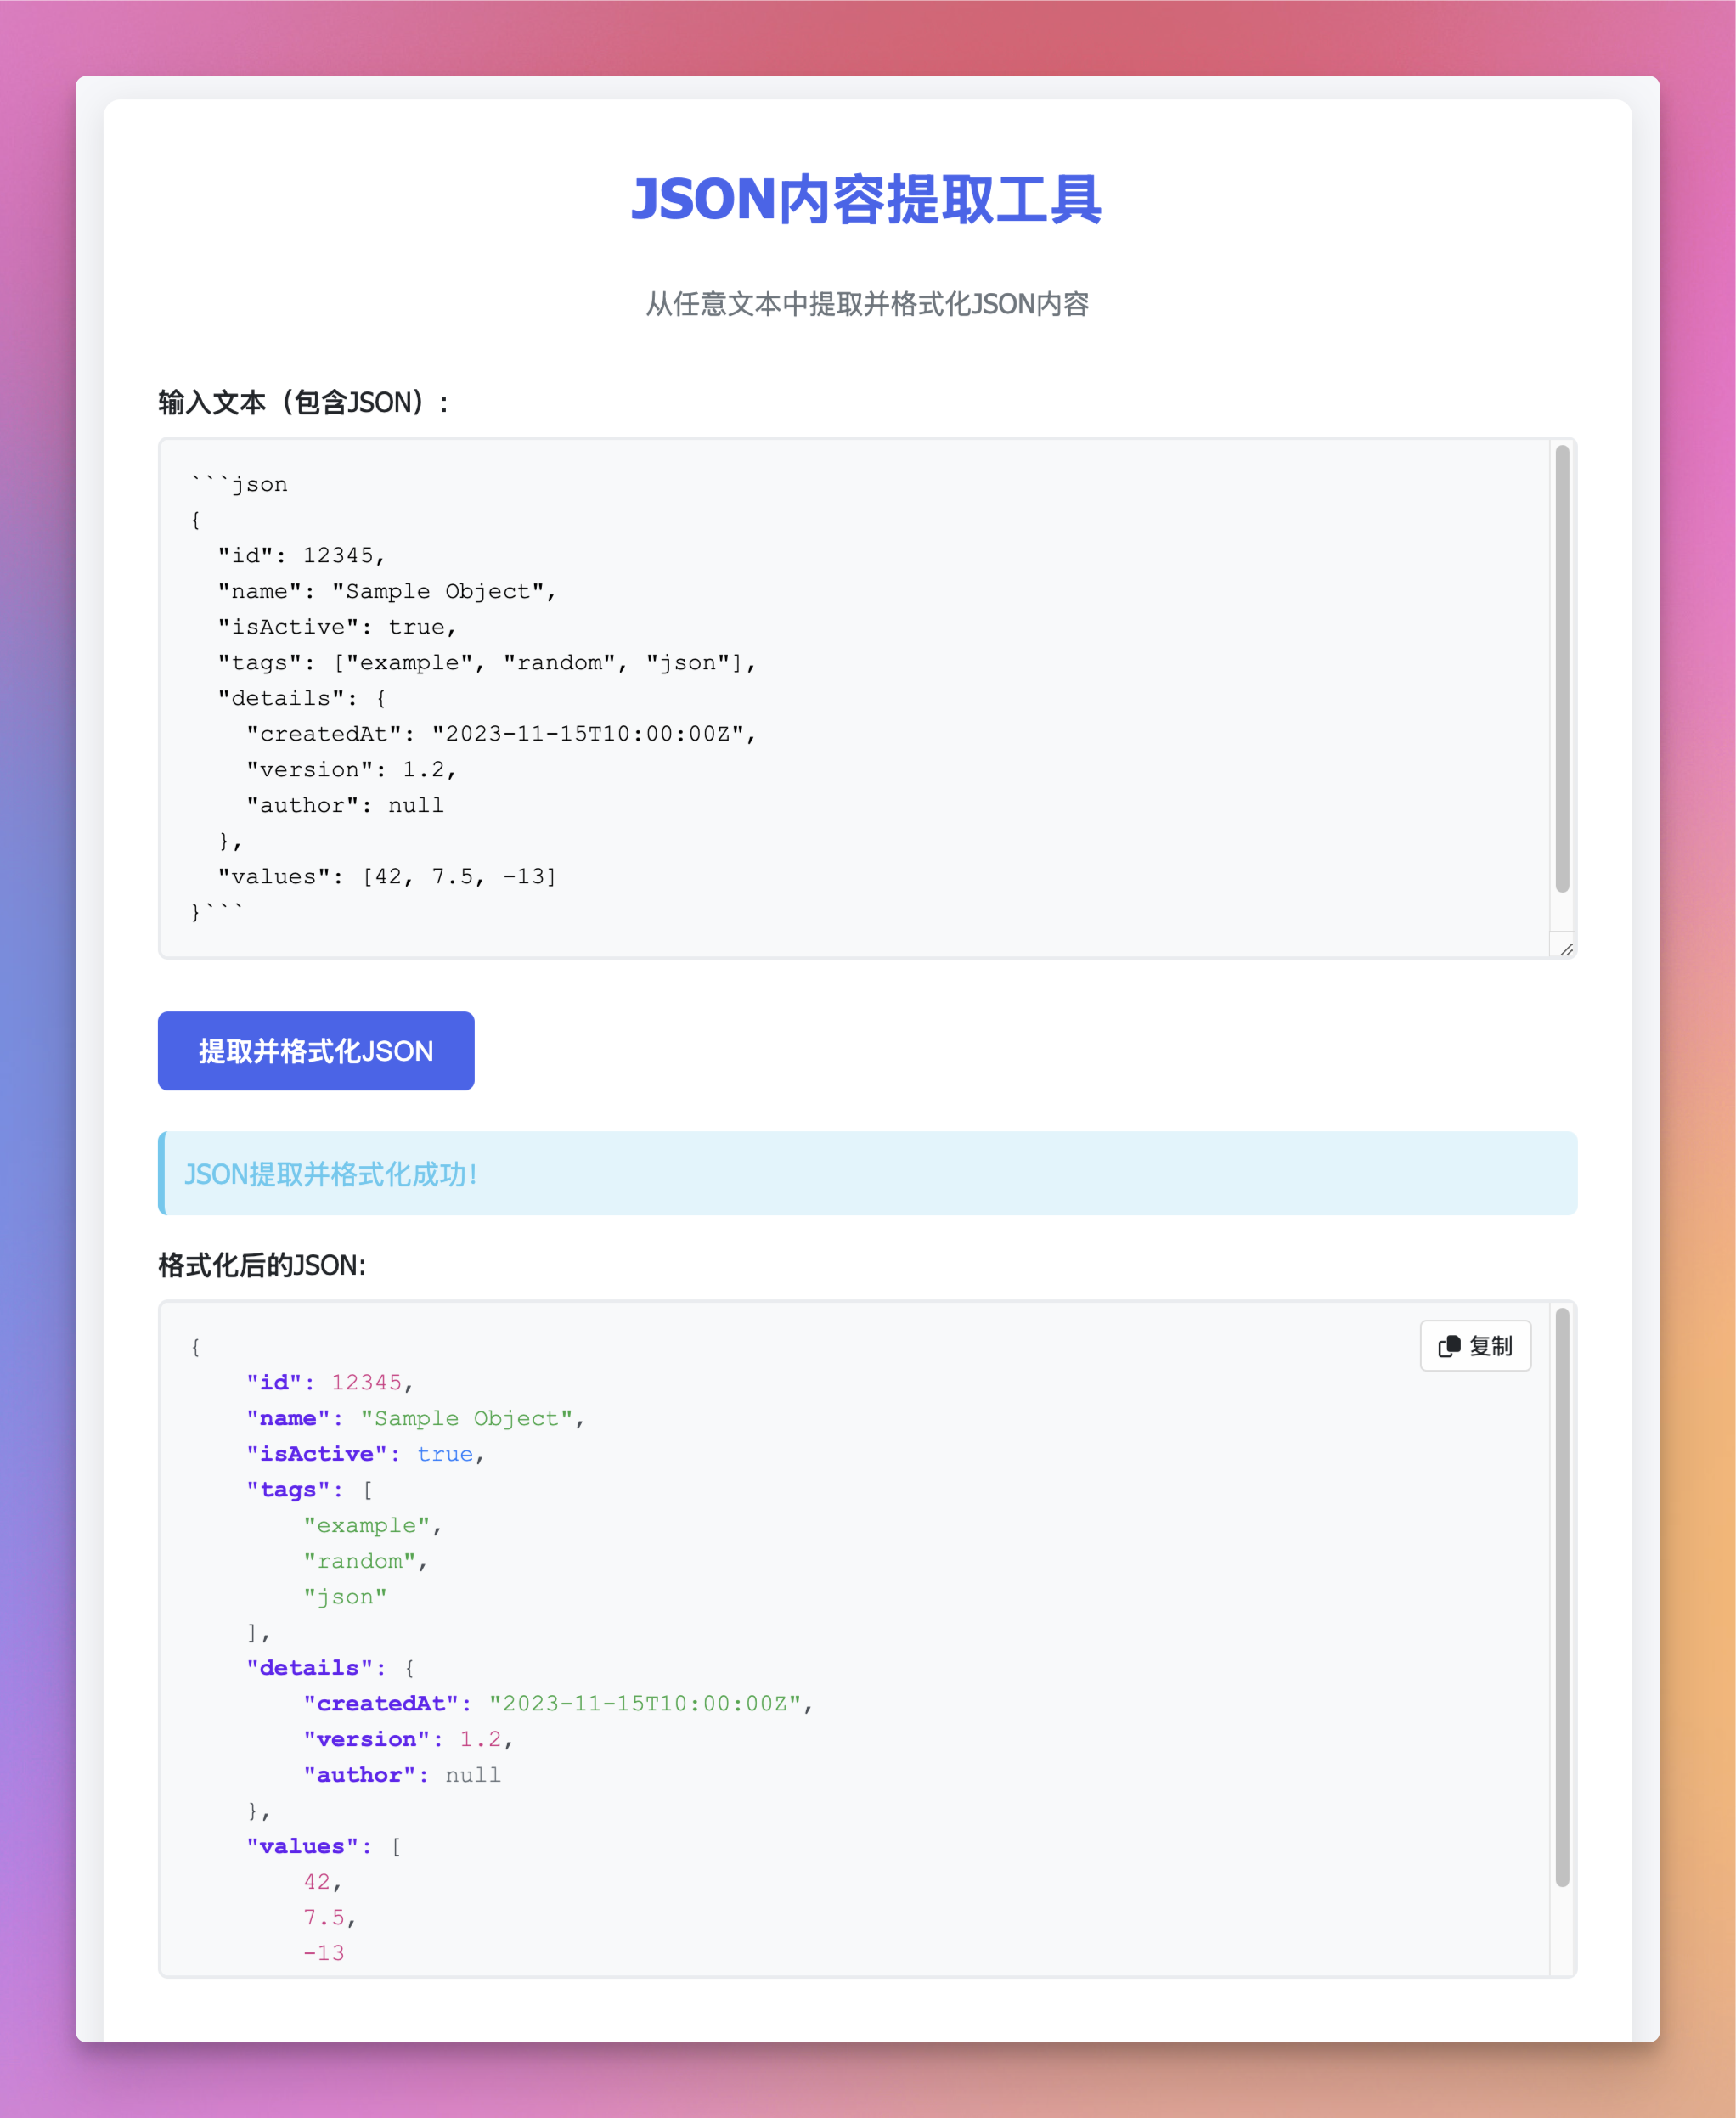 JSON内容提取工具
从任意文本中提取并格式化JSON内容
输入文本（包含JSON）:
```json
{
  "id": 12345,
  "name": "Sample Object",
  "isActive": true,
  "tags": ["example", "random", "json"],
  "details": {
    "createdAt": "2023-11-15T10:00:00Z",
    "version": 1.2,
    "author": null
  },
  "values": [42, 7.5, -13]
}```
提取并格式化JSON
JSON提取并格式化成功!
格式化后的JSON:
复制
{
    "id": 12345,
    "name": "Sample Object",
    "isActive": true,
    "tags": [
        "example",
        "random",
        "json"
    ],
    "details": {
        "createdAt": "2023-11-15T10:00:00Z",
        "version": 1.2,
        "author": null
    },
    "values": [
        42,
        7.5,
        -13